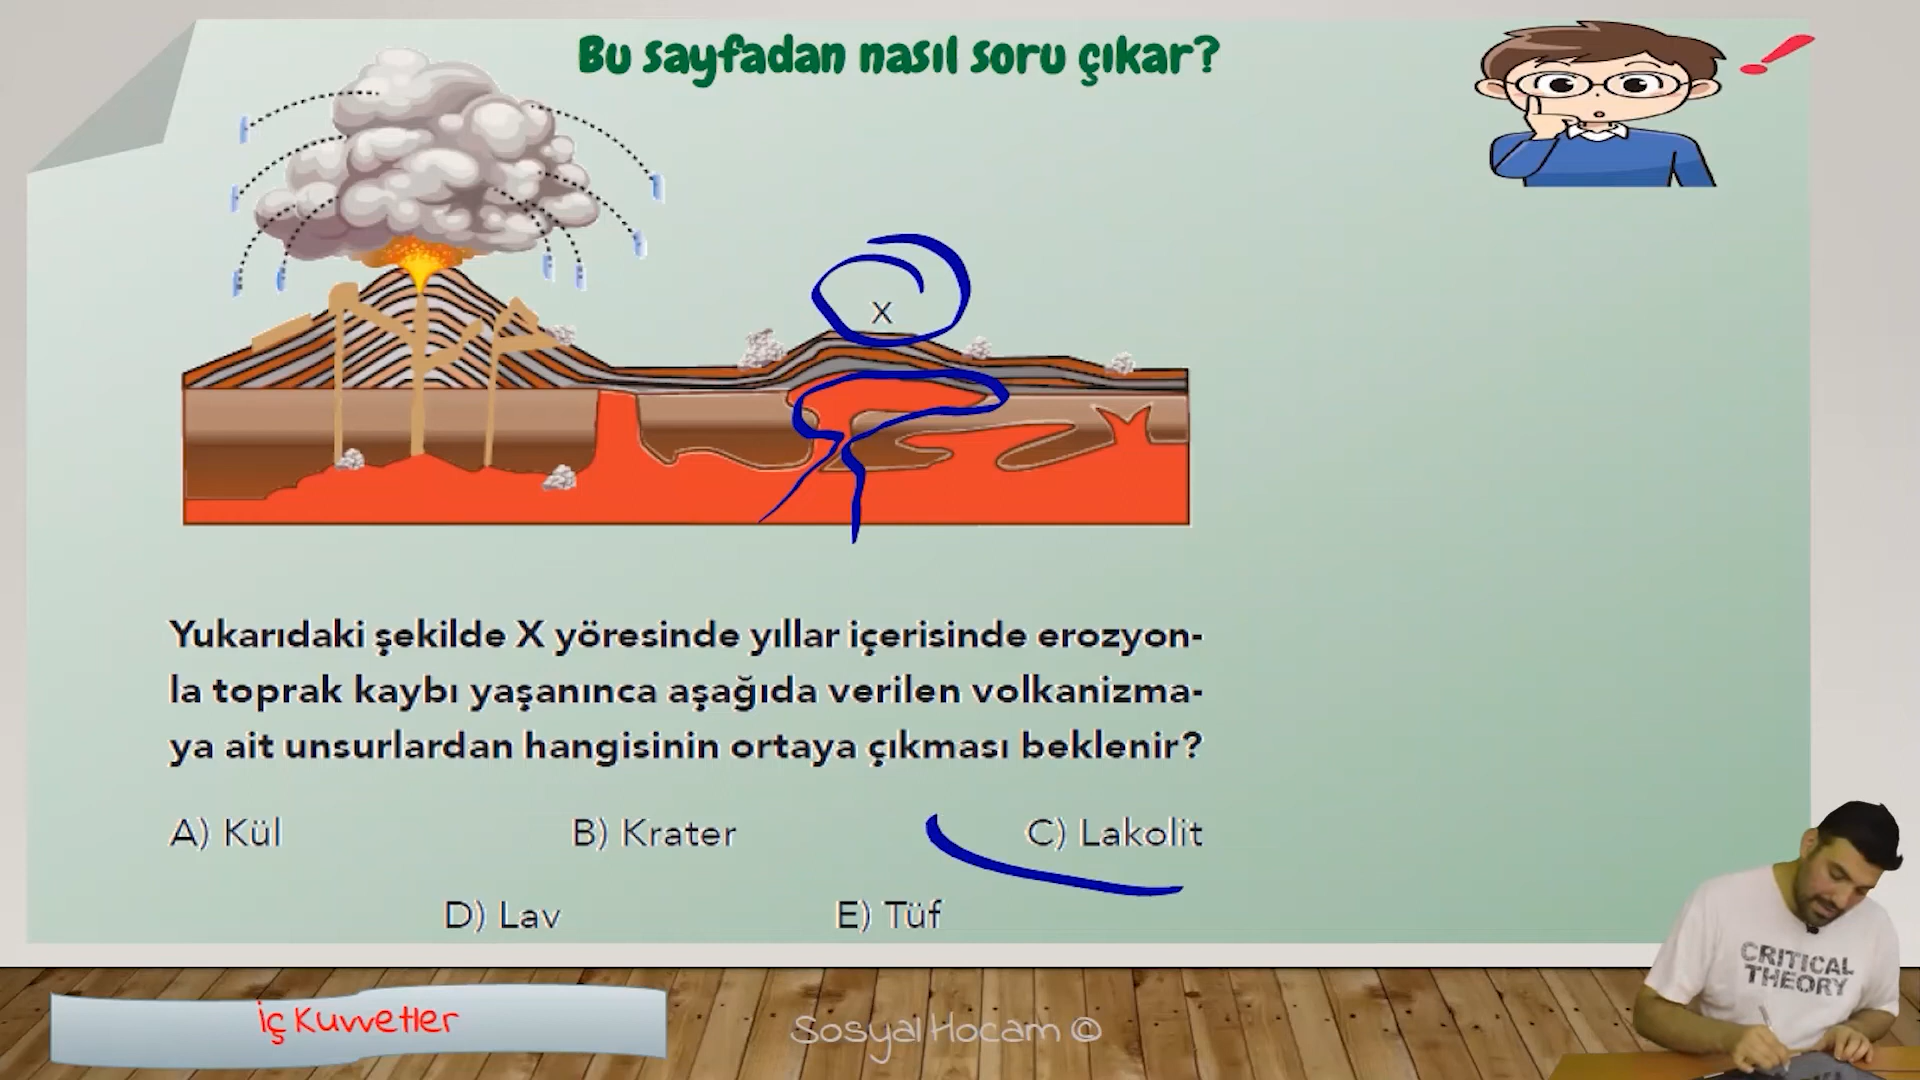 Bu sayfadan nasıl soru çıkar?
X
Yukarıdaki şekilde X yöresinde yıllar içerisinde erozyon-
la toprak kaybı yaşanınca aşağıda verilen volkanizma-
ya ait unsurlardan hangisinin ortaya çıkması beklenir?
A) Kül B) Krater C) Lakolit
D) Lav E) Tüf
CRITICAL
THEORY
İç Kuvvetler
Sosyal Hocam ©